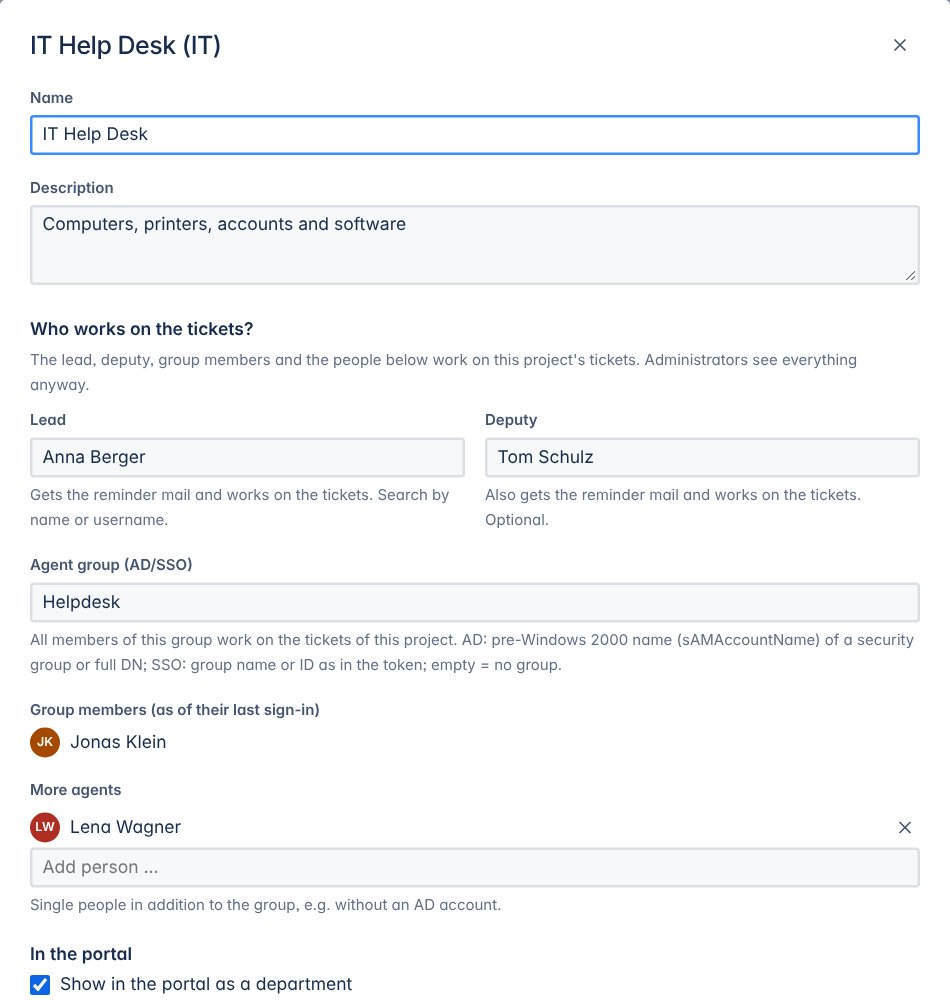 IT Help Desk (IT)
Name
IT Help Desk
Description
Computers, printers, accounts and software
Who works on the tickets?
The lead, deputy, group members and the people below work on this project's tickets. Administrators see everything
anyway.
Lead
Deputy
Anna Berger
Tom Schulz
Gets the reminder mail and works on the tickets. Search by
name or username.
Also gets the reminder mail and works on the tickets.
Optional.
Agent group (AD/SSO)
Helpdesk
All members of this group work on the tickets of this project. AD: pre-Windows 2000 name (sAMAccountName) of a security
group or full DN; SSO: group name or ID as in the token; empty = no group.
Group members (as of their last sign-in)
JK Jonas Klein
More agents
LW Lena Wagner
Add person ...
Single people in addition to the group, e.g. without an AD account.
In the portal
Show in the portal as a department